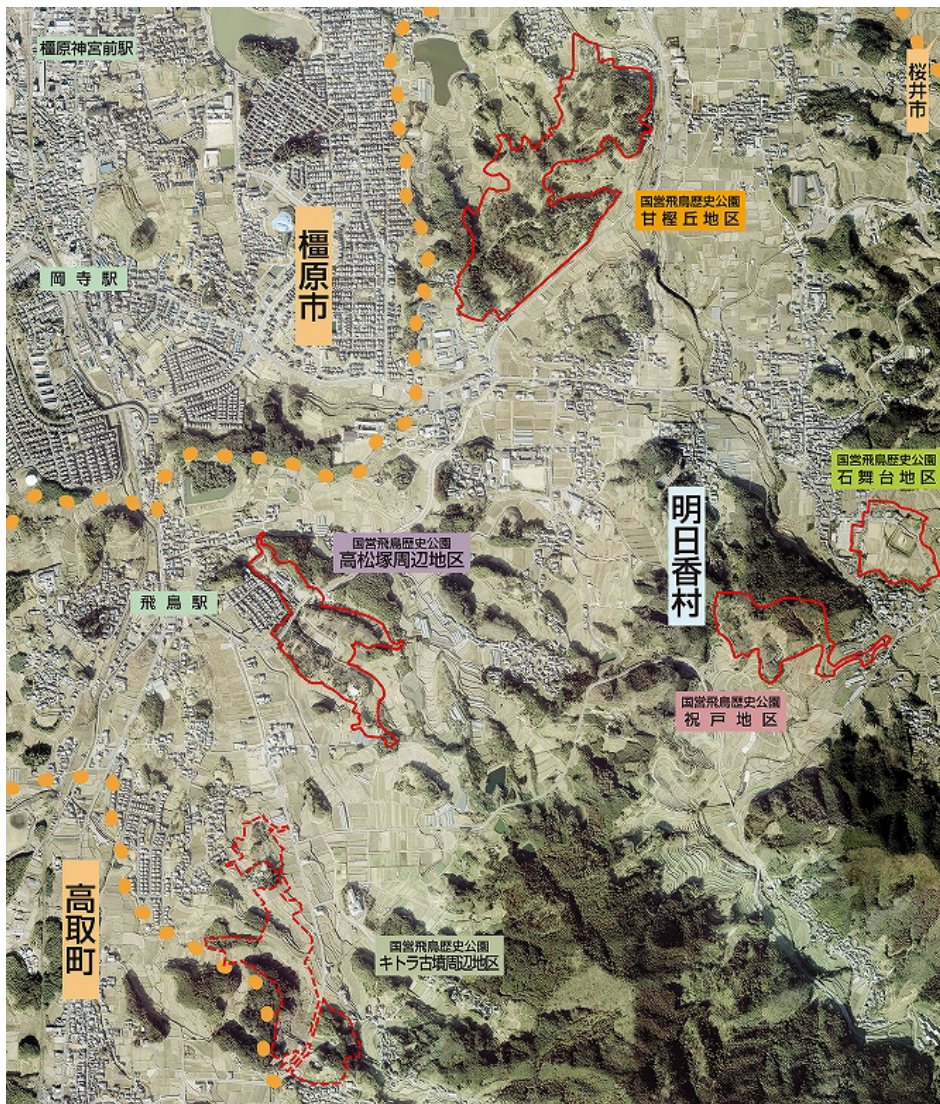 橿原神宮前駅
桜井市
国営飛鳥歴史公園
甘樫丘地区
橿原市
岡寺駅
国営飛鳥歴史公園
石舞台地区
明日香村
国営飛鳥歴史公園
高松塚周辺地区
飛鳥駅
国営飛鳥歴史公園
祝戸地区
高取町
国営飛鳥歴史公園
キトラ古墳周辺地区